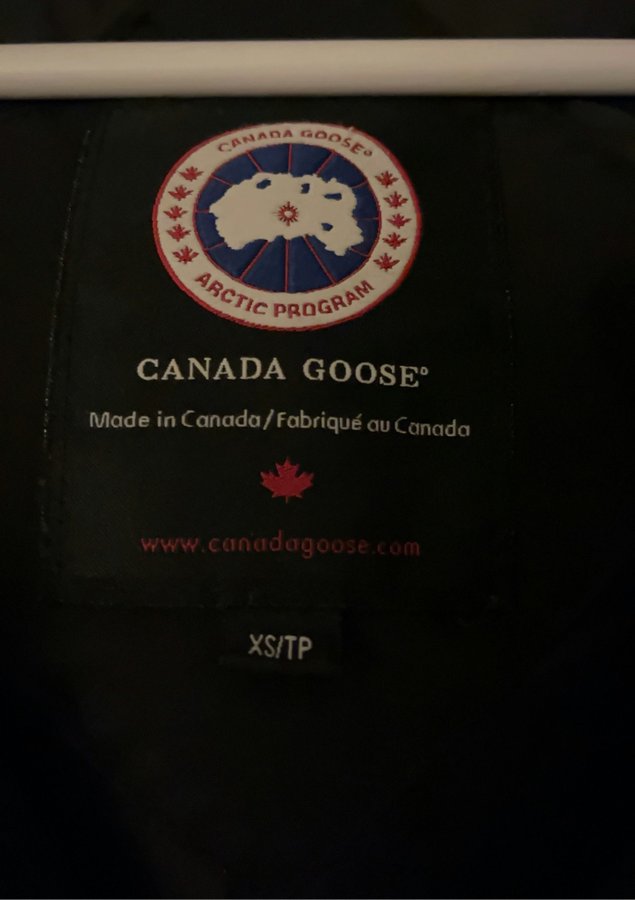 CANADA GOOSE®
ARCTIC PROGRAM
CANADA GOOSE®
Made in Canada/Fabriqué au Canada
www.canadagoose.com
XS/TP